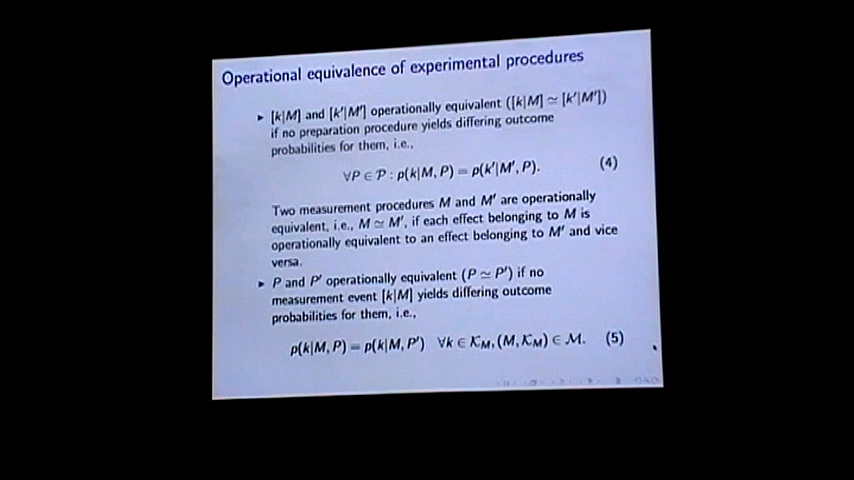 Operational equivalence of experimental procedures
▸ [k|M] and [k′|M′] operationally equivalent ([k|M] ≃ [k′|M′])
if no preparation procedure yields differing outcome
probabilities for them, i.e.,
∀P ∈ 𝒫 : p(k|M, P) = p(k′|M′, P). (4)
Two measurement procedures M and M′ are operationally
equivalent, i.e., M ≃ M′, if each effect belonging to M is
operationally equivalent to an effect belonging to M′ and vice
versa.
▸ P and P′ operationally equivalent (P ≃ P′) if no
measurement event [k|M] yields differing outcome
probabilities for them, i.e.,
p(k|M, P) = p(k|M, P′) ∀k ∈ 𝒦_M, (M, 𝒦_M) ∈ ℳ. (5)